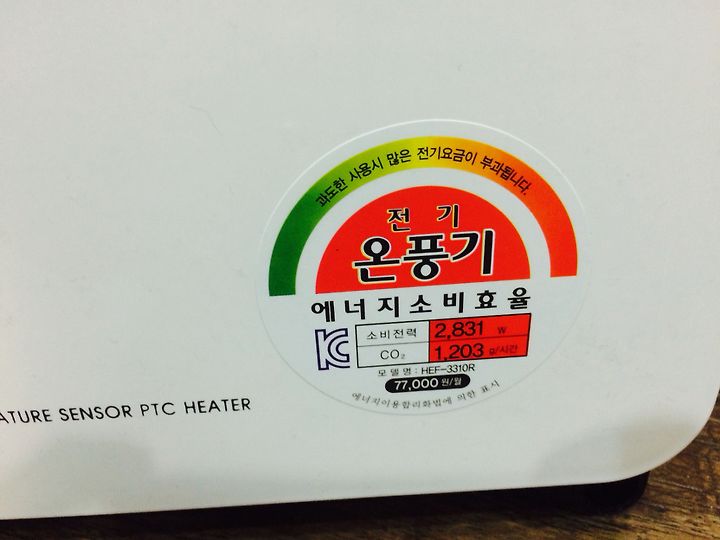 과도한 사용시 많은 전기요금이 부과됩니다.
전 기
온풍기
에너지소비효율
소비전력 2,831 W
CO₂ 1,203 g/시간
모델명 : HEF-3310R
77,000 원/월
에너지이용합리화법에 의한 표시
ATURE SENSOR PTC HEATER